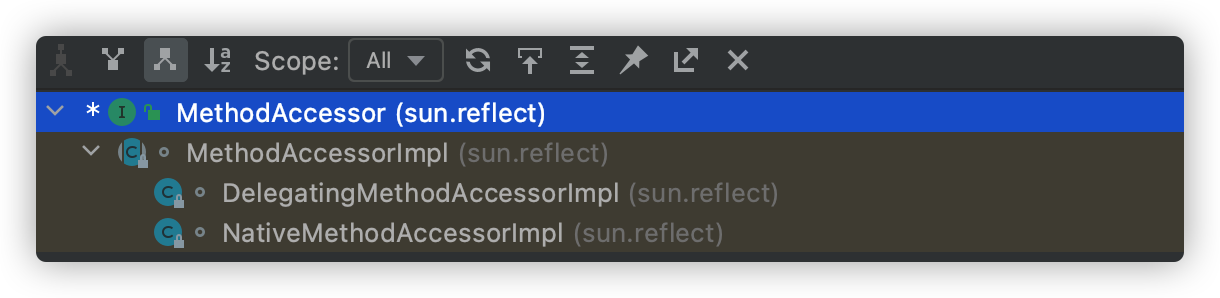 Scope: All
* I MethodAccessor (sun.reflect)
C MethodAccessorImpl (sun.reflect)
C DelegatingMethodAccessorImpl (sun.reflect)
C NativeMethodAccessorImpl (sun.reflect)